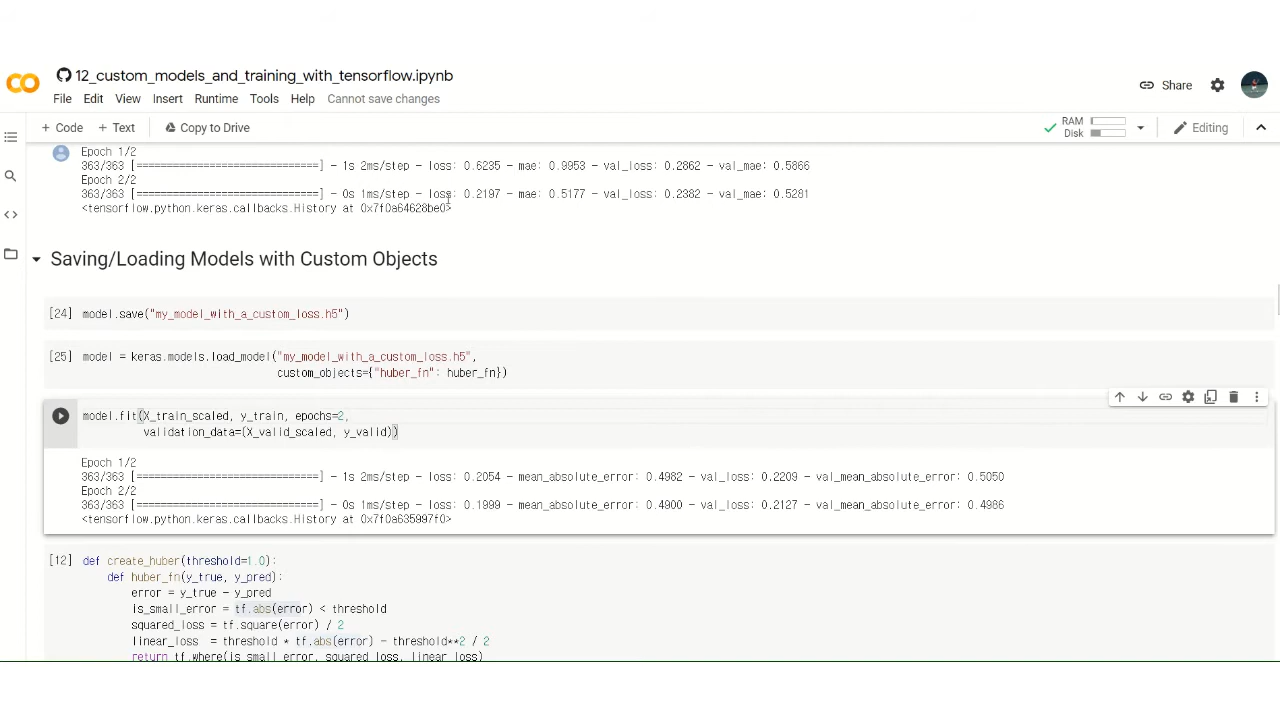 12_custom_models_and_training_with_tensorflow.ipynb
File Edit View Insert Runtime Tools Help Cannot save changes
Share
+ Code + Text Copy to Drive
RAM
Disk
Editing
Epoch 1/2
363/363 [==============================] - 1s 2ms/step - loss: 0.6235 - mae: 0.9953 - val_loss: 0.2862 - val_mae: 0.5866
Epoch 2/2
363/363 [==============================] - 0s 1ms/step - loss: 0.2197 - mae: 0.5177 - val_loss: 0.2382 - val_mae: 0.5281
<tensorflow.python.keras.callbacks.History at 0x7f0a64628be0>
Saving/Loading Models with Custom Objects
[24] model.save("my_model_with_a_custom_loss.h5")
[25] model = keras.models.load_model("my_model_with_a_custom_loss.h5",
custom_objects={"huber_fn": huber_fn})
model.fit(X_train_scaled, y_train, epochs=2,
validation_data=(X_valid_scaled, y_valid))
Epoch 1/2
363/363 [==============================] - 1s 2ms/step - loss: 0.2054 - mean_absolute_error: 0.4982 - val_loss: 0.2209 - val_mean_absolute_error: 0.5050
Epoch 2/2
363/363 [==============================] - 0s 1ms/step - loss: 0.1999 - mean_absolute_error: 0.4900 - val_loss: 0.2127 - val_mean_absolute_error: 0.4986
<tensorflow.python.keras.callbacks.History at 0x7f0a635997f0>
[12] def create_huber(threshold=1.0):
def huber_fn(y_true, y_pred):
error = y_true - y_pred
is_small_error = tf.abs(error) < threshold
squared_loss = tf.square(error) / 2
linear_loss = threshold * tf.abs(error) - threshold**2 / 2
return tf.where(is_small_error, squared_loss, linear_loss)